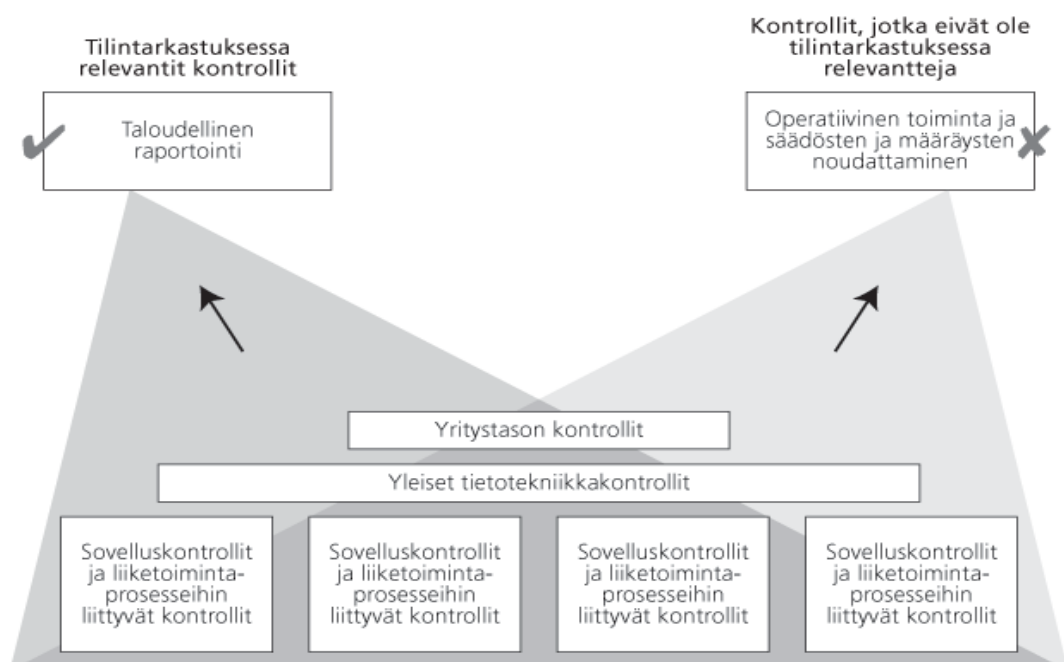 Tilintarkastuksessa
relevantit kontrollit
Kontrollit, jotka eivät ole
tilintarkastuksessa
relevantteja
Taloudellinen
raportointi
Operatiivinen toiminta ja
säädösten ja määräysten
noudattaminen
Yritystason kontrollit
Yleiset tietotekniikkakontrollit
Sovelluskontrollit
ja liiketoiminta-
prosesseihin
liittyvät kontrollit
Sovelluskontrollit
ja liiketoiminta-
prosesseihin
liittyvät kontrollit
Sovelluskontrollit
ja liiketoiminta-
prosesseihin
liittyvät kontrollit
Sovelluskontrollit
ja liiketoiminta-
prosesseihin
liittyvät kontrollit